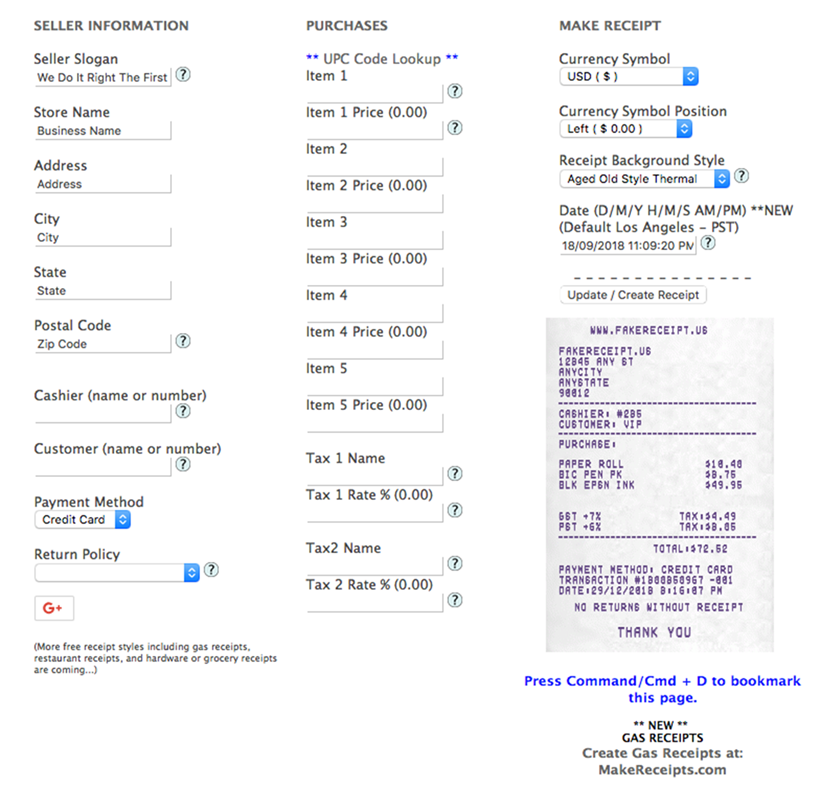 SELLER INFORMATION
Seller Slogan
We Do It Right The First
?
Store Name
Business Name
Address
Address
City
City
State
State
Postal Code
Zip Code
?
Cashier (name or number)
?
Customer (name or number)
?
Payment Method
Credit Card
Return Policy
?
G+
(More free receipt styles including gas receipts,
restaurant receipts, and hardware or grocery receipts
are coming...)
PURCHASES
** UPC Code Lookup **
Item 1
?
Item 1 Price (0.00)
?
Item 2
Item 2 Price (0.00)
Item 3
Item 3 Price (0.00)
Item 4
Item 4 Price (0.00)
Item 5
Item 5 Price (0.00)
Tax 1 Name
?
Tax 1 Rate % (0.00)
?
Tax2 Name
?
Tax 2 Rate % (0.00)
?
MAKE RECEIPT
Currency Symbol
USD ( $ )
Currency Symbol Position
Left ( $ 0.00 )
Receipt Background Style
Aged Old Style Thermal
?
Date (D/M/Y H/M/S AM/PM) **NEW
(Default Los Angeles - PST)
18/09/2018 11:09:20 PM
?
_ _ _ _ _ _ _ _ _ _ _ _ _ _ _
Update / Create Receipt
WWW.FAKERECEIPT.US
FAKERECEIPT.US
12345 ANY ST
ANYCITY
ANYSTATE
90012
CASHIER: #2B5
CUSTOMER: VIP
PURCHASE:
PAPER ROLL $10.40
BIC PEN PK $3.75
BLK EPSN INK $49.95
GST +7% TAX:$4.49
PST +6% TAX:$3.85
TOTAL:$72.52
PAYMENT METHOD: CREDIT CARD
DATE:29/12/2018 8:16:07 PM
NO RETURNS WITHOUT RECEIPT
THANK YOU
Press Command/Cmd + D to bookmark
this page.
** NEW **
GAS RECEIPTS
Create Gas Receipts at:
MakeReceipts.com